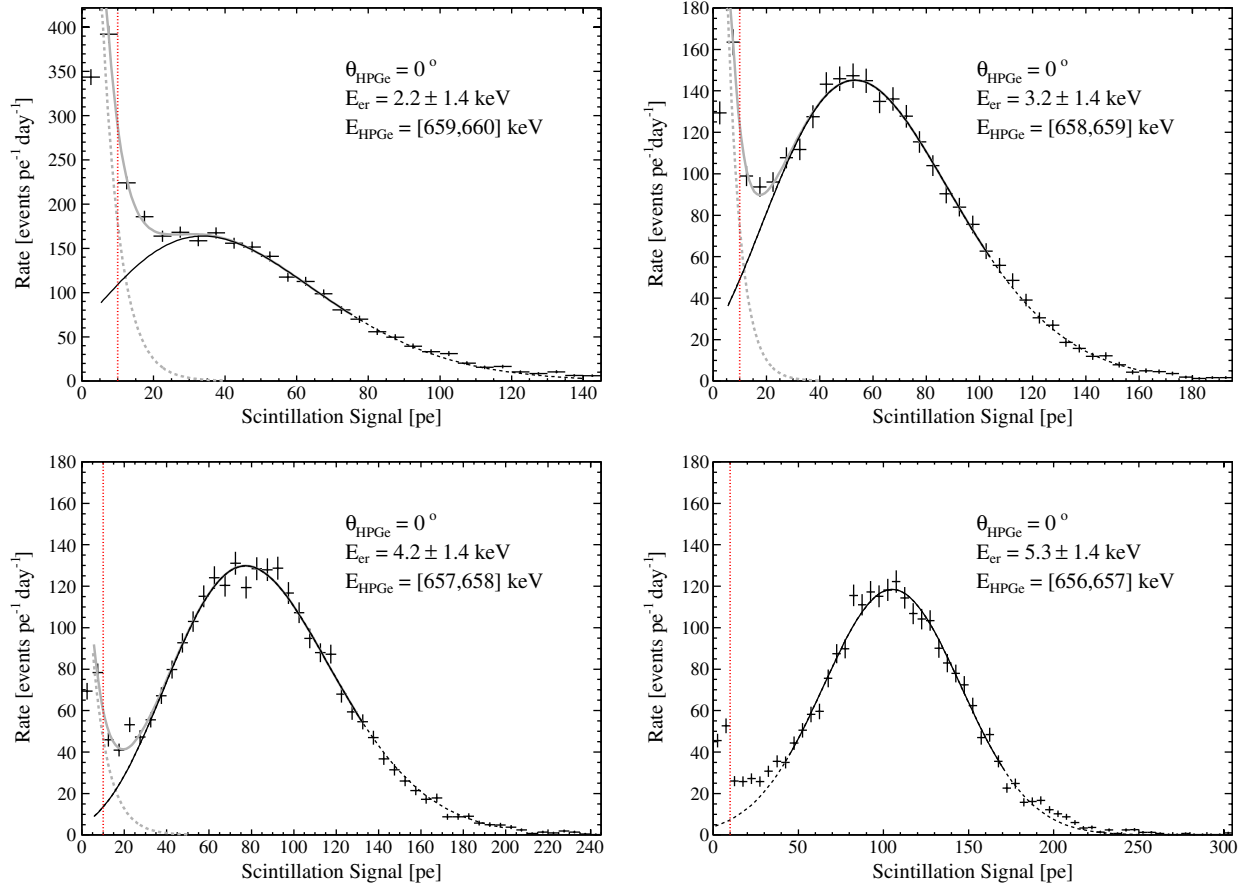 Rate [events pe⁻¹ day⁻¹]
400
350
300
250
200
150
100
50
0
θHPGe = 0 °
Eer = 2.2 ± 1.4 keV
EHPGe = [659,660] keV
0 20 40 60 80 100 120 140
Scintillation Signal [pe]
Rate [events pe⁻¹day⁻¹]
180
160
140
120
100
80
60
40
20
0
θHPGe = 0 °
Eer = 3.2 ± 1.4 keV
EHPGe = [658,659] keV
0 20 40 60 80 100 120 140 160 180
Scintillation Signal [pe]
Rate [events pe⁻¹ day⁻¹]
180
160
140
120
100
80
60
40
20
0
θHPGe = 0 °
Eer = 4.2 ± 1.4 keV
EHPGe = [657,658] keV
0 20 40 60 80 100 120 140 160 180 200 220 240
Scintillation Signal [pe]
Rate [events pe⁻¹ day⁻¹]
180
160
140
120
100
80
60
40
20
0
θHPGe = 0 °
Eer = 5.3 ± 1.4 keV
EHPGe = [656,657] keV
0 50 100 150 200 250 300
Scintillation Signal [pe]